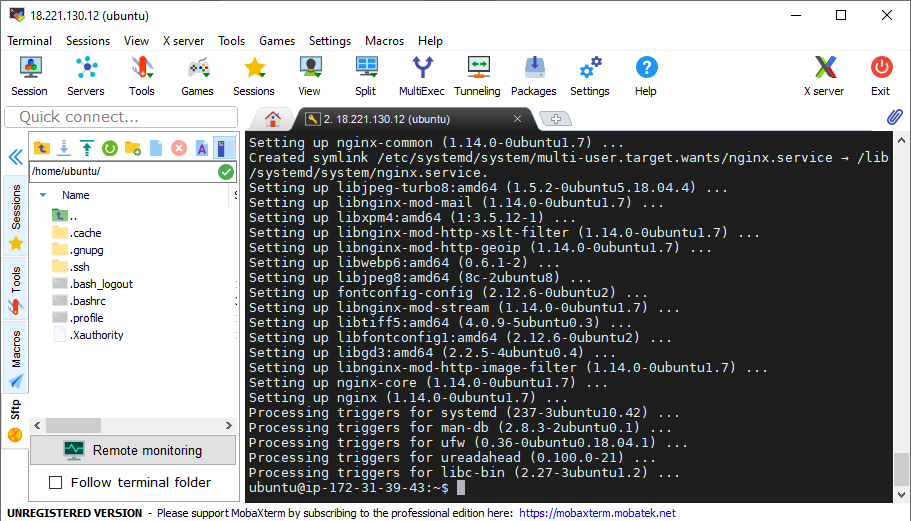 18.221.130.12 (ubuntu)
Terminal Sessions View X server Tools Games Settings Macros Help
Session Servers Tools Games Sessions View Split MultiExec Tunneling Packages Settings Help X server Exit
Quick connect...
2. 18.221.130.12 (ubuntu)
/home/ubuntu/
Name
..
.cache
.gnupg
.ssh
.bash_logout
.bashrc
.profile
.Xauthority
Sessions
Tools
Macros
Sftp
Remote monitoring
Follow terminal folder
Setting up nginx-common (1.14.0-0ubuntu1.7) ...
Created symlink /etc/systemd/system/multi-user.target.wants/nginx.service → /lib
/systemd/system/nginx.service.
Setting up libjpeg-turbo8:amd64 (1.5.2-0ubuntu5.18.04.4) ...
Setting up libnginx-mod-mail (1.14.0-0ubuntu1.7) ...
Setting up libxpm4:amd64 (1:3.5.12-1) ...
Setting up libnginx-mod-http-xslt-filter (1.14.0-0ubuntu1.7) ...
Setting up libnginx-mod-http-geoip (1.14.0-0ubuntu1.7) ...
Setting up libwebp6:amd64 (0.6.1-2) ...
Setting up libjpeg8:amd64 (8c-2ubuntu8) ...
Setting up fontconfig-config (2.12.6-0ubuntu2) ...
Setting up libnginx-mod-stream (1.14.0-0ubuntu1.7) ...
Setting up libtiff5:amd64 (4.0.9-5ubuntu0.3) ...
Setting up libfontconfig1:amd64 (2.12.6-0ubuntu2) ...
Setting up libgd3:amd64 (2.2.5-4ubuntu0.4) ...
Setting up libnginx-mod-http-image-filter (1.14.0-0ubuntu1.7) ...
Setting up nginx-core (1.14.0-0ubuntu1.7) ...
Setting up nginx (1.14.0-0ubuntu1.7) ...
Processing triggers for systemd (237-3ubuntu10.42) ...
Processing triggers for man-db (2.8.3-2ubuntu0.1) ...
Processing triggers for ufw (0.36-0ubuntu0.18.04.1) ...
Processing triggers for ureadahead (0.100.0-21) ...
Processing triggers for libc-bin (2.27-3ubuntu1.2) ...
ubuntu@ip-172-31-39-43:~$
UNREGISTERED VERSION - Please support MobaXterm by subscribing to the professional edition here: https://mobaxterm.mobatek.net